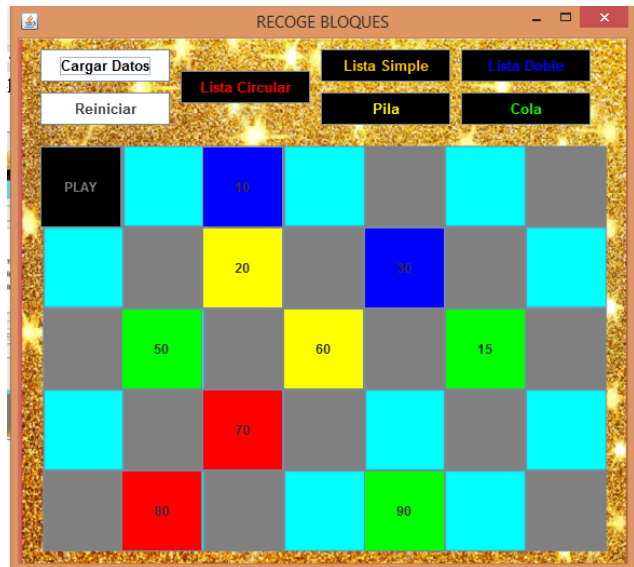 RECOGE BLOQUES
Cargar Datos
Lista Circular
Lista Simple
Lista Doble
Reiniciar
Pila
Cola
PLAY
10
20
30
50
60
15
70
80
90